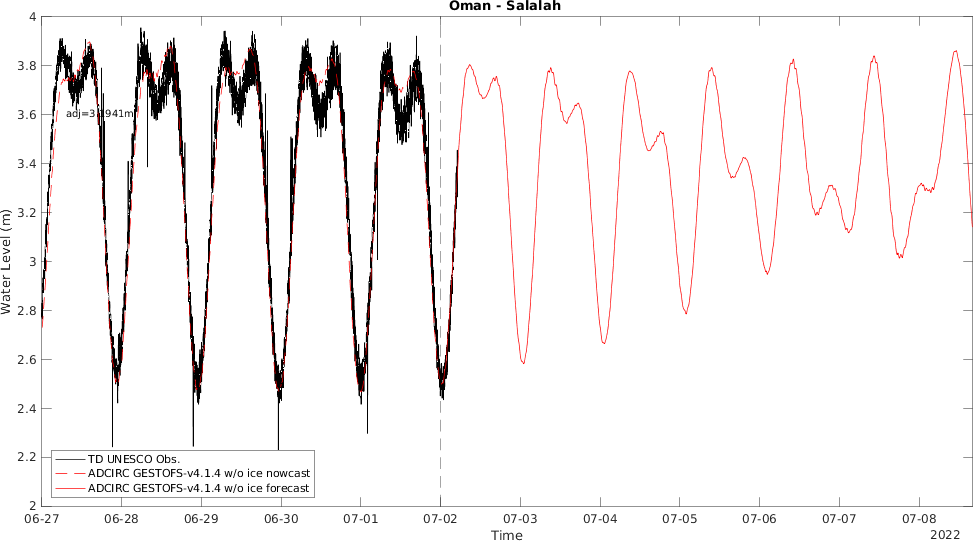 Oman - Salalah
4
3.8
3.6
3.4
3.2
3
2.8
2.6
2.4
2.2
2
Water Level (m)
adj=3.1941m
TD UNESCO Obs.
ADCIRC GESTOFS-v4.1.4 w/o ice nowcast
ADCIRC GESTOFS-v4.1.4 w/o ice forecast
06-27 06-28 06-29 06-30 07-01 07-02 07-03 07-04 07-05 07-06 07-07 07-08
Time
2022